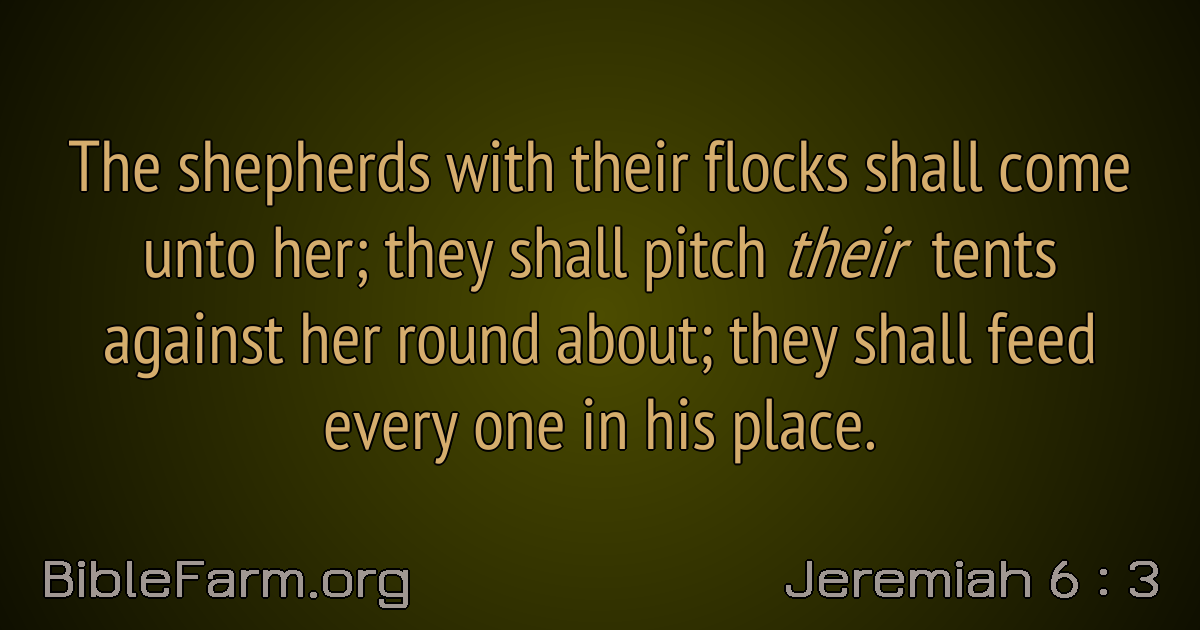 The shepherds with their flocks shall come
unto her; they shall pitch their tents
against her round about; they shall feed
every one in his place.
BibleFarm.org
Jeremiah 6 : 3